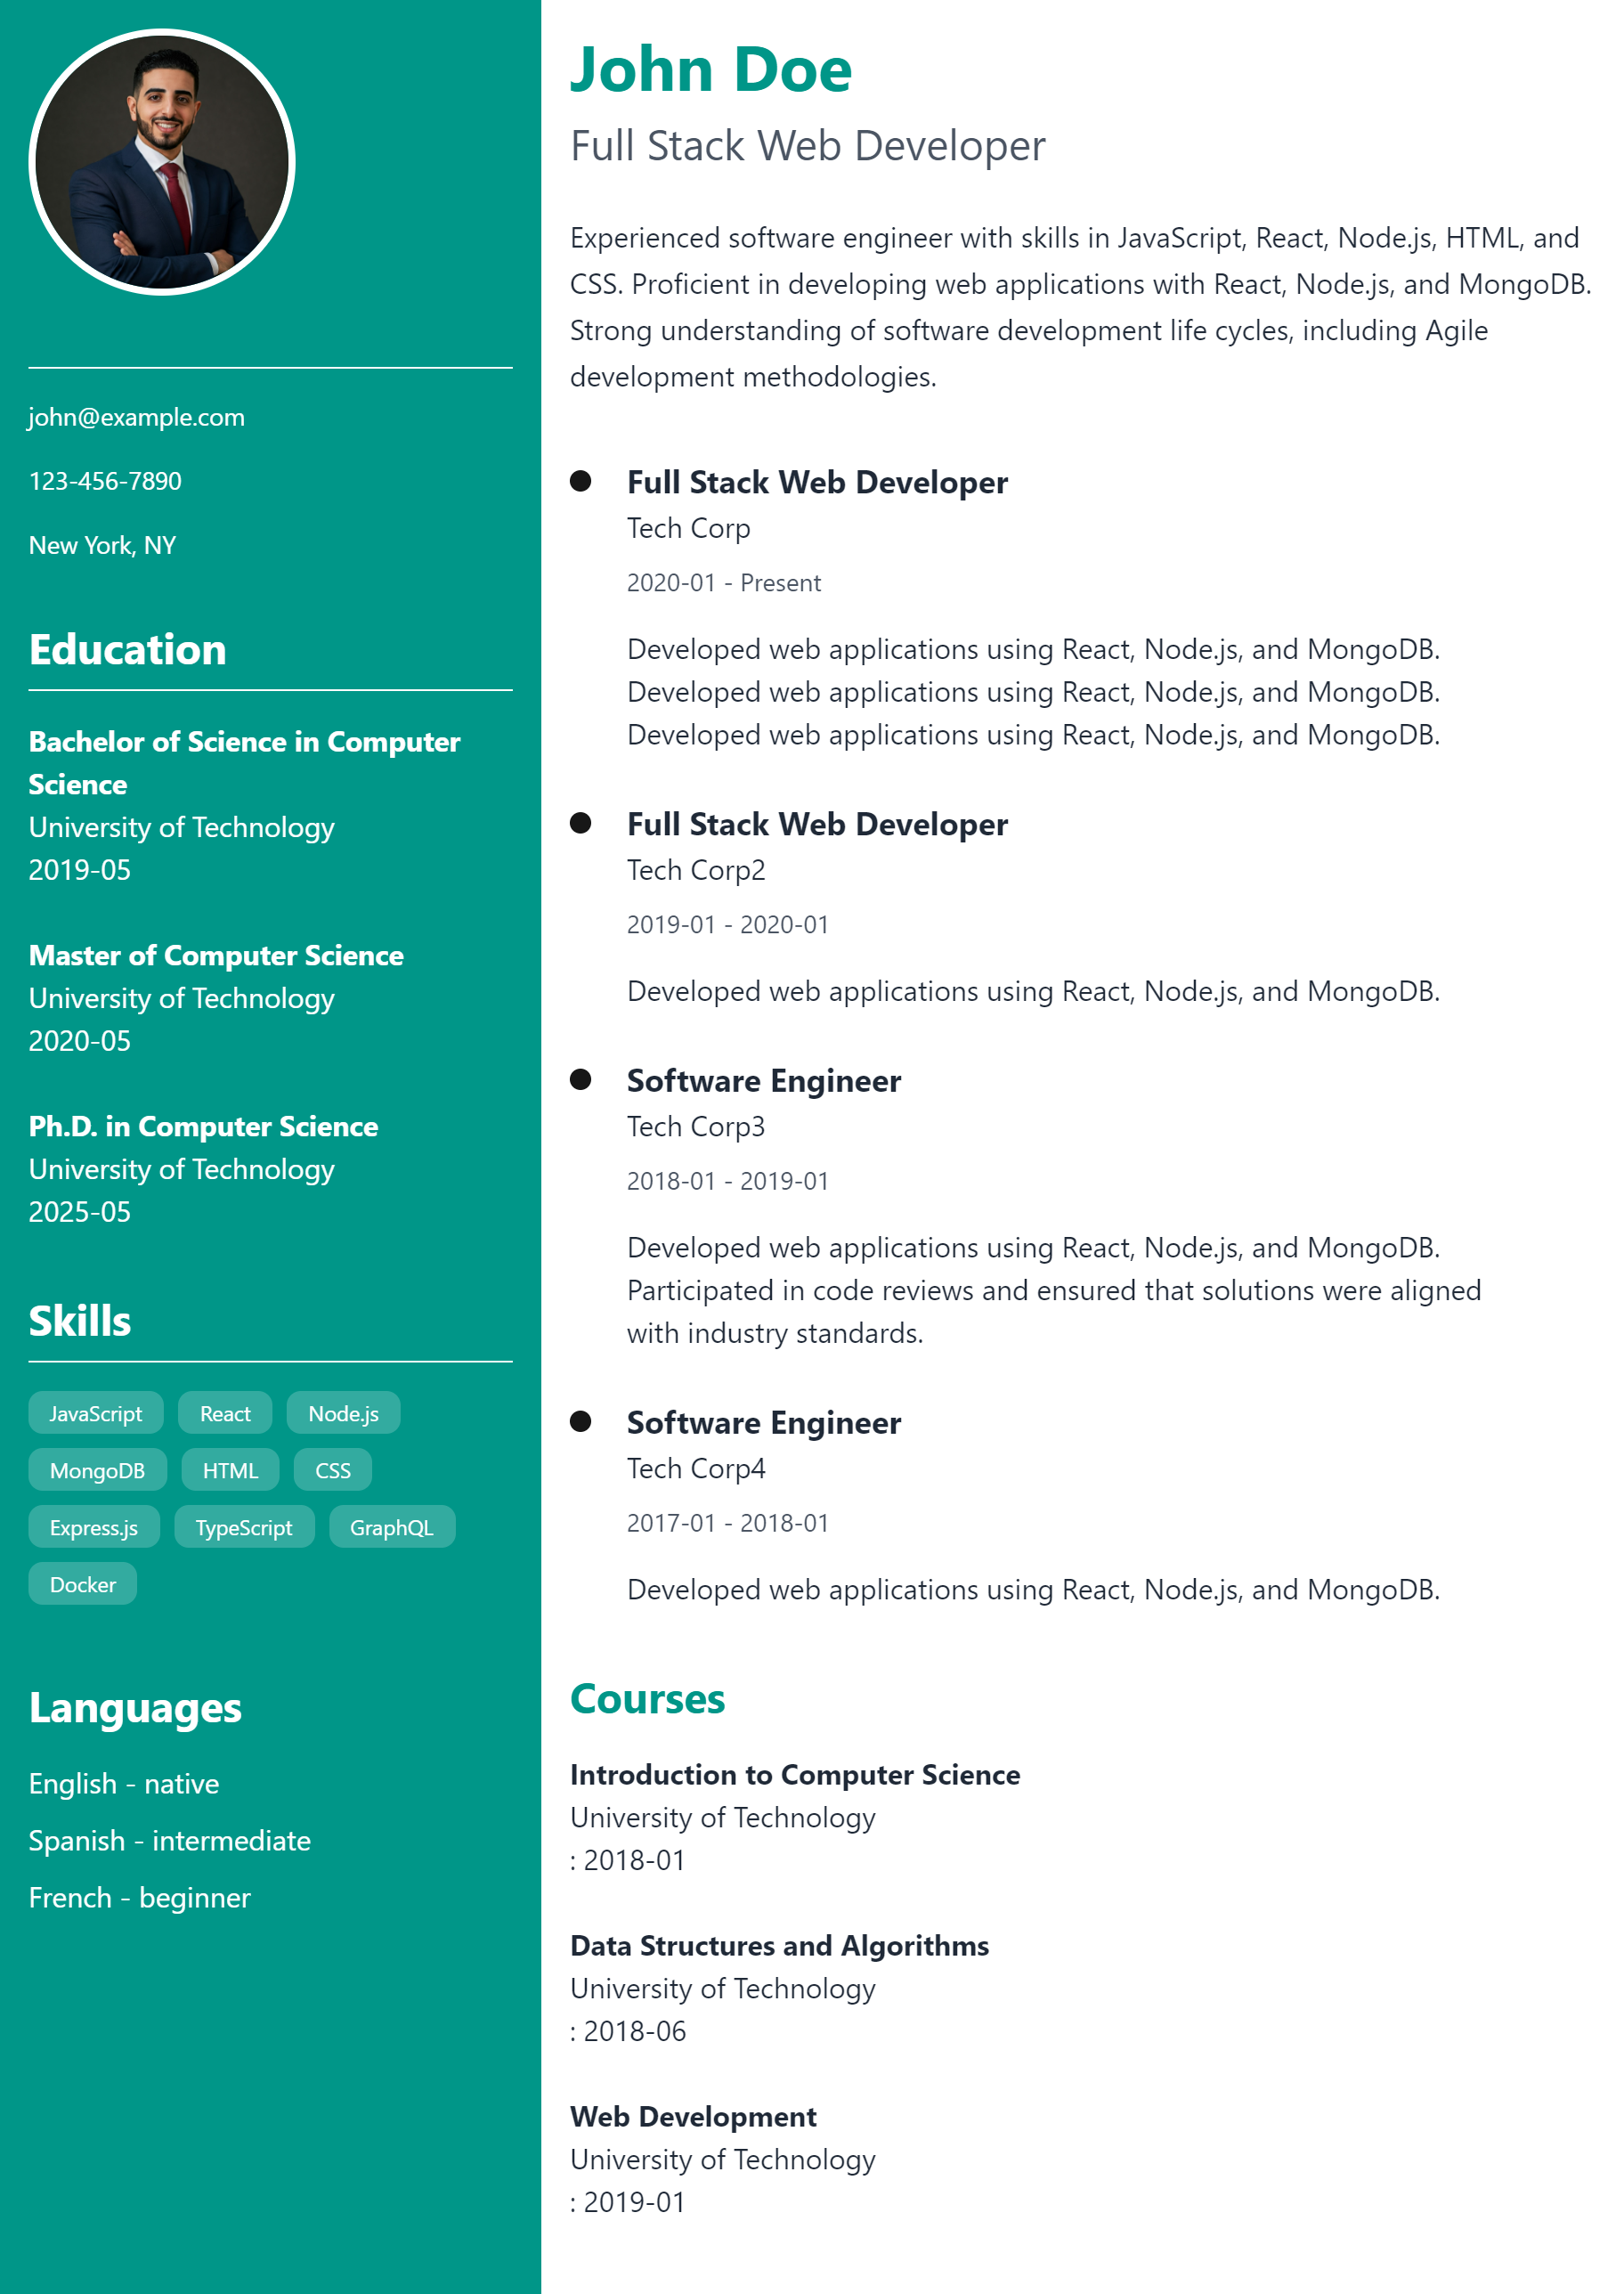 john@example.com
123-456-7890
New York, NY
Education
Bachelor of Science in Computer
Science
University of Technology
2019-05
Master of Computer Science
University of Technology
2020-05
Ph.D. in Computer Science
University of Technology
2025-05
Skills
JavaScript React Node.js
MongoDB HTML CSS
Express.js TypeScript GraphQL
Docker
Languages
English - native
Spanish - intermediate
French - beginner
John Doe
Full Stack Web Developer
Experienced software engineer with skills in JavaScript, React, Node.js, HTML, and
CSS. Proficient in developing web applications with React, Node.js, and MongoDB.
Strong understanding of software development life cycles, including Agile
development methodologies.
Full Stack Web Developer
Tech Corp
2020-01 - Present
Developed web applications using React, Node.js, and MongoDB.
Developed web applications using React, Node.js, and MongoDB.
Developed web applications using React, Node.js, and MongoDB.
Full Stack Web Developer
Tech Corp2
2019-01 - 2020-01
Developed web applications using React, Node.js, and MongoDB.
Software Engineer
Tech Corp3
2018-01 - 2019-01
Developed web applications using React, Node.js, and MongoDB.
Participated in code reviews and ensured that solutions were aligned
with industry standards.
Software Engineer
Tech Corp4
2017-01 - 2018-01
Developed web applications using React, Node.js, and MongoDB.
Courses
Introduction to Computer Science
University of Technology
: 2018-01
Data Structures and Algorithms
University of Technology
: 2018-06
Web Development
University of Technology
: 2019-01